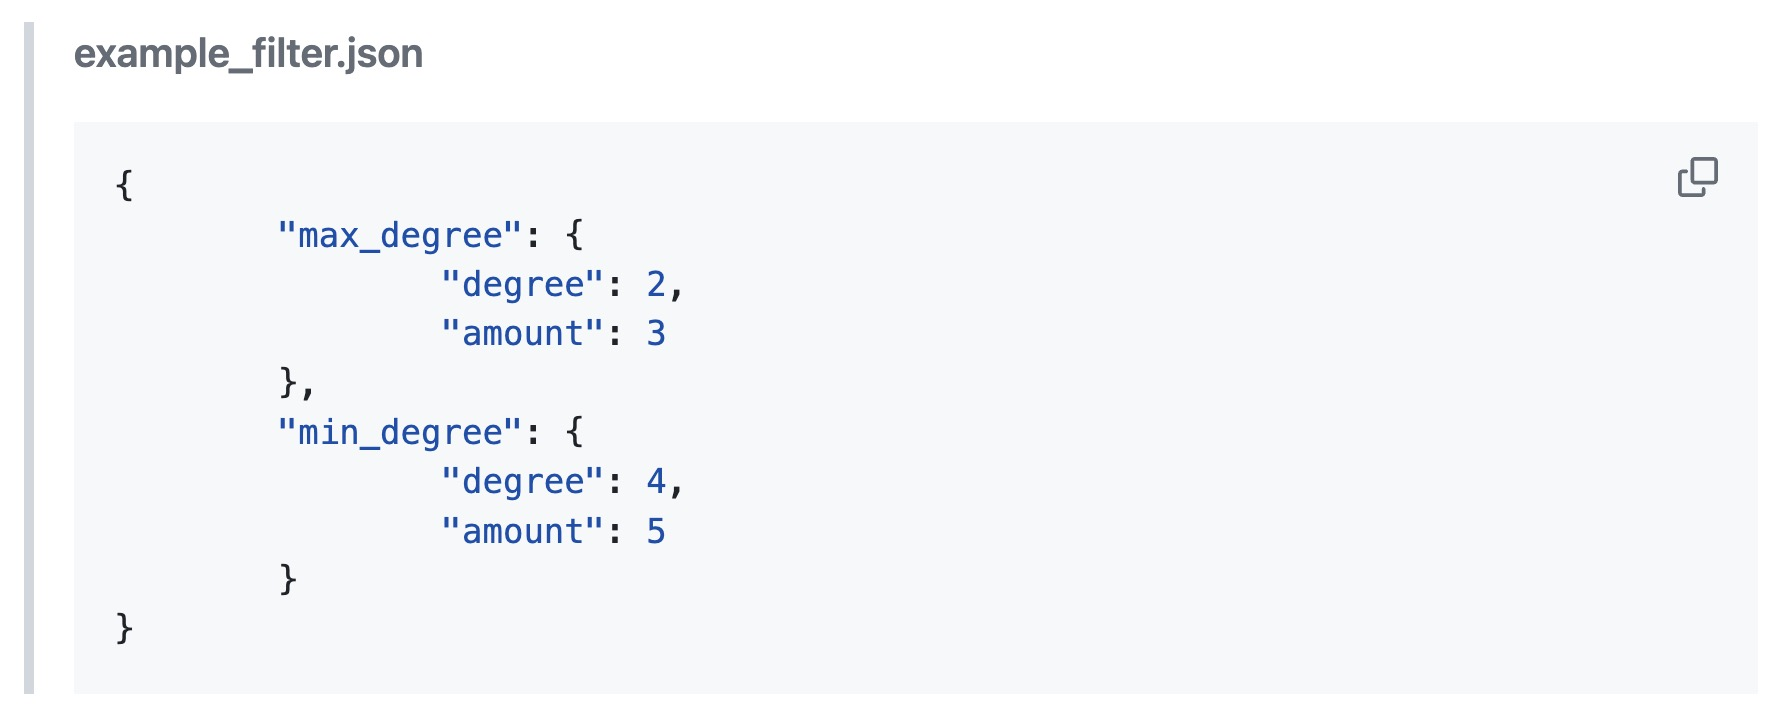 example_filter.json
{
        "max_degree": {
                "degree": 2,
                "amount": 3
        },
        "min_degree": {
                "degree": 4,
                "amount": 5
        }
}